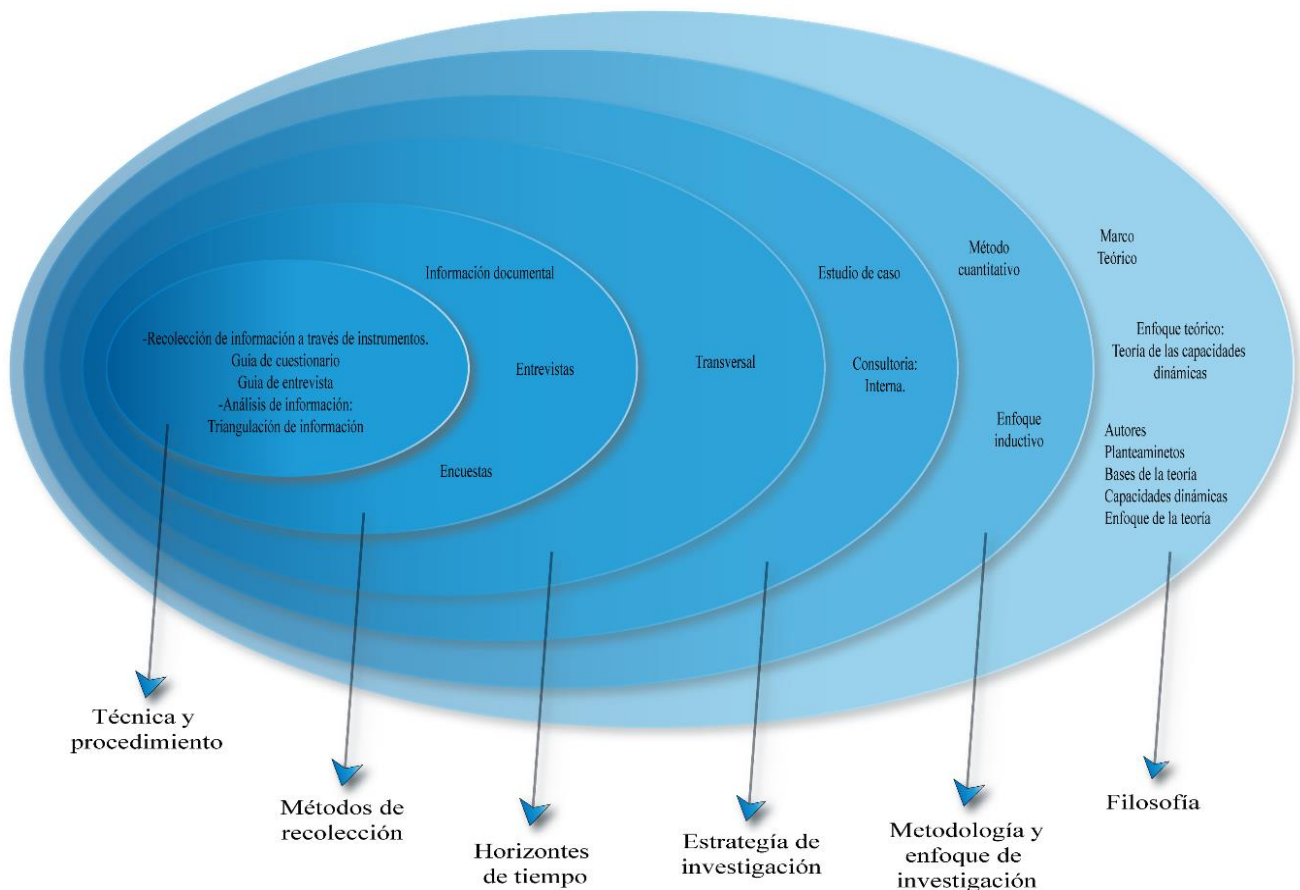 -Recolección de información a través de instrumentos.
Guía de cuestionario
Guia de entrevista
-Análisis de información:
Triangulación de información
Información documental
Entrevistas
Encuestas
Transversal
Estudio de caso
Consultoria:
Interna.
Método
cuantitativo
Enfoque
inductivo
Marco
Teórico
Enfoque teórico:
Teoría de las capacidades
dinámicas
Autores
Planteaminetos
Bases de la teoría
Capacidades dinámicas
Enfoque de la teoría
Técnica y
procedimiento
Métodos de
recolección
Horizontes
de tiempo
Estrategía de
investigación
Metodología y
enfoque de
investigación
Filosofía